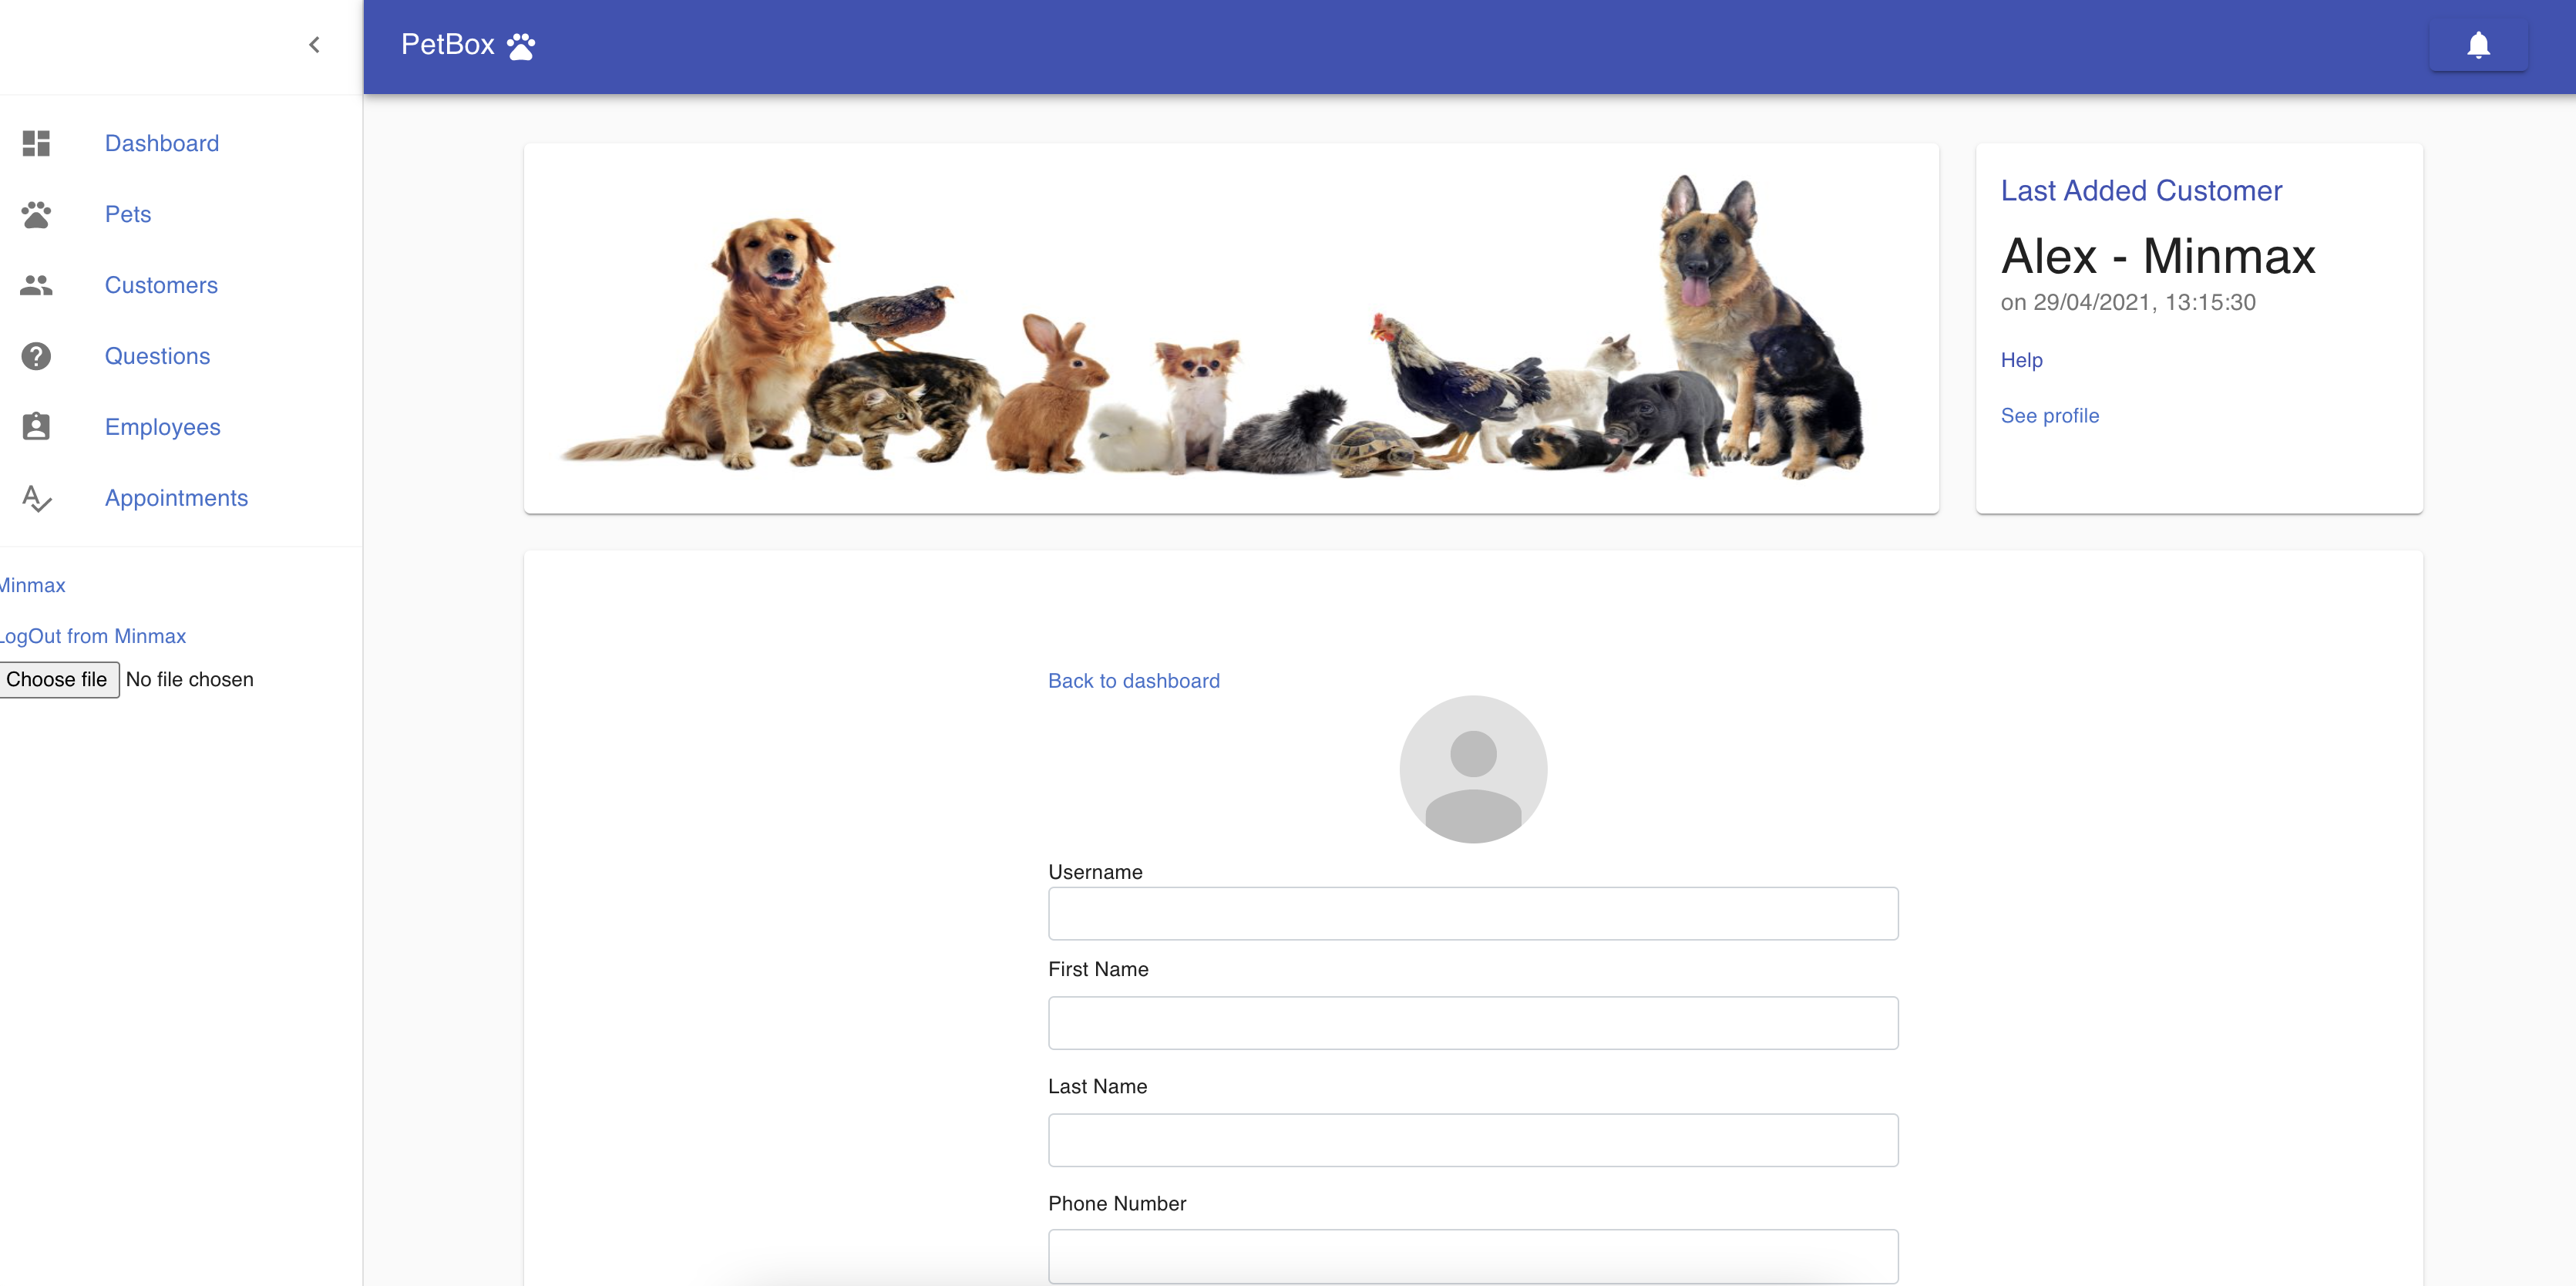 PetBox
Dashboard
Pets
Customers
Questions
Employees
Appointments
Minmax
LogOut from Minmax
Choose file No file chosen
Last Added Customer
Alex - Minmax
on 29/04/2021, 13:15:30
Help
See profile
Back to dashboard
Username
First Name
Last Name
Phone Number